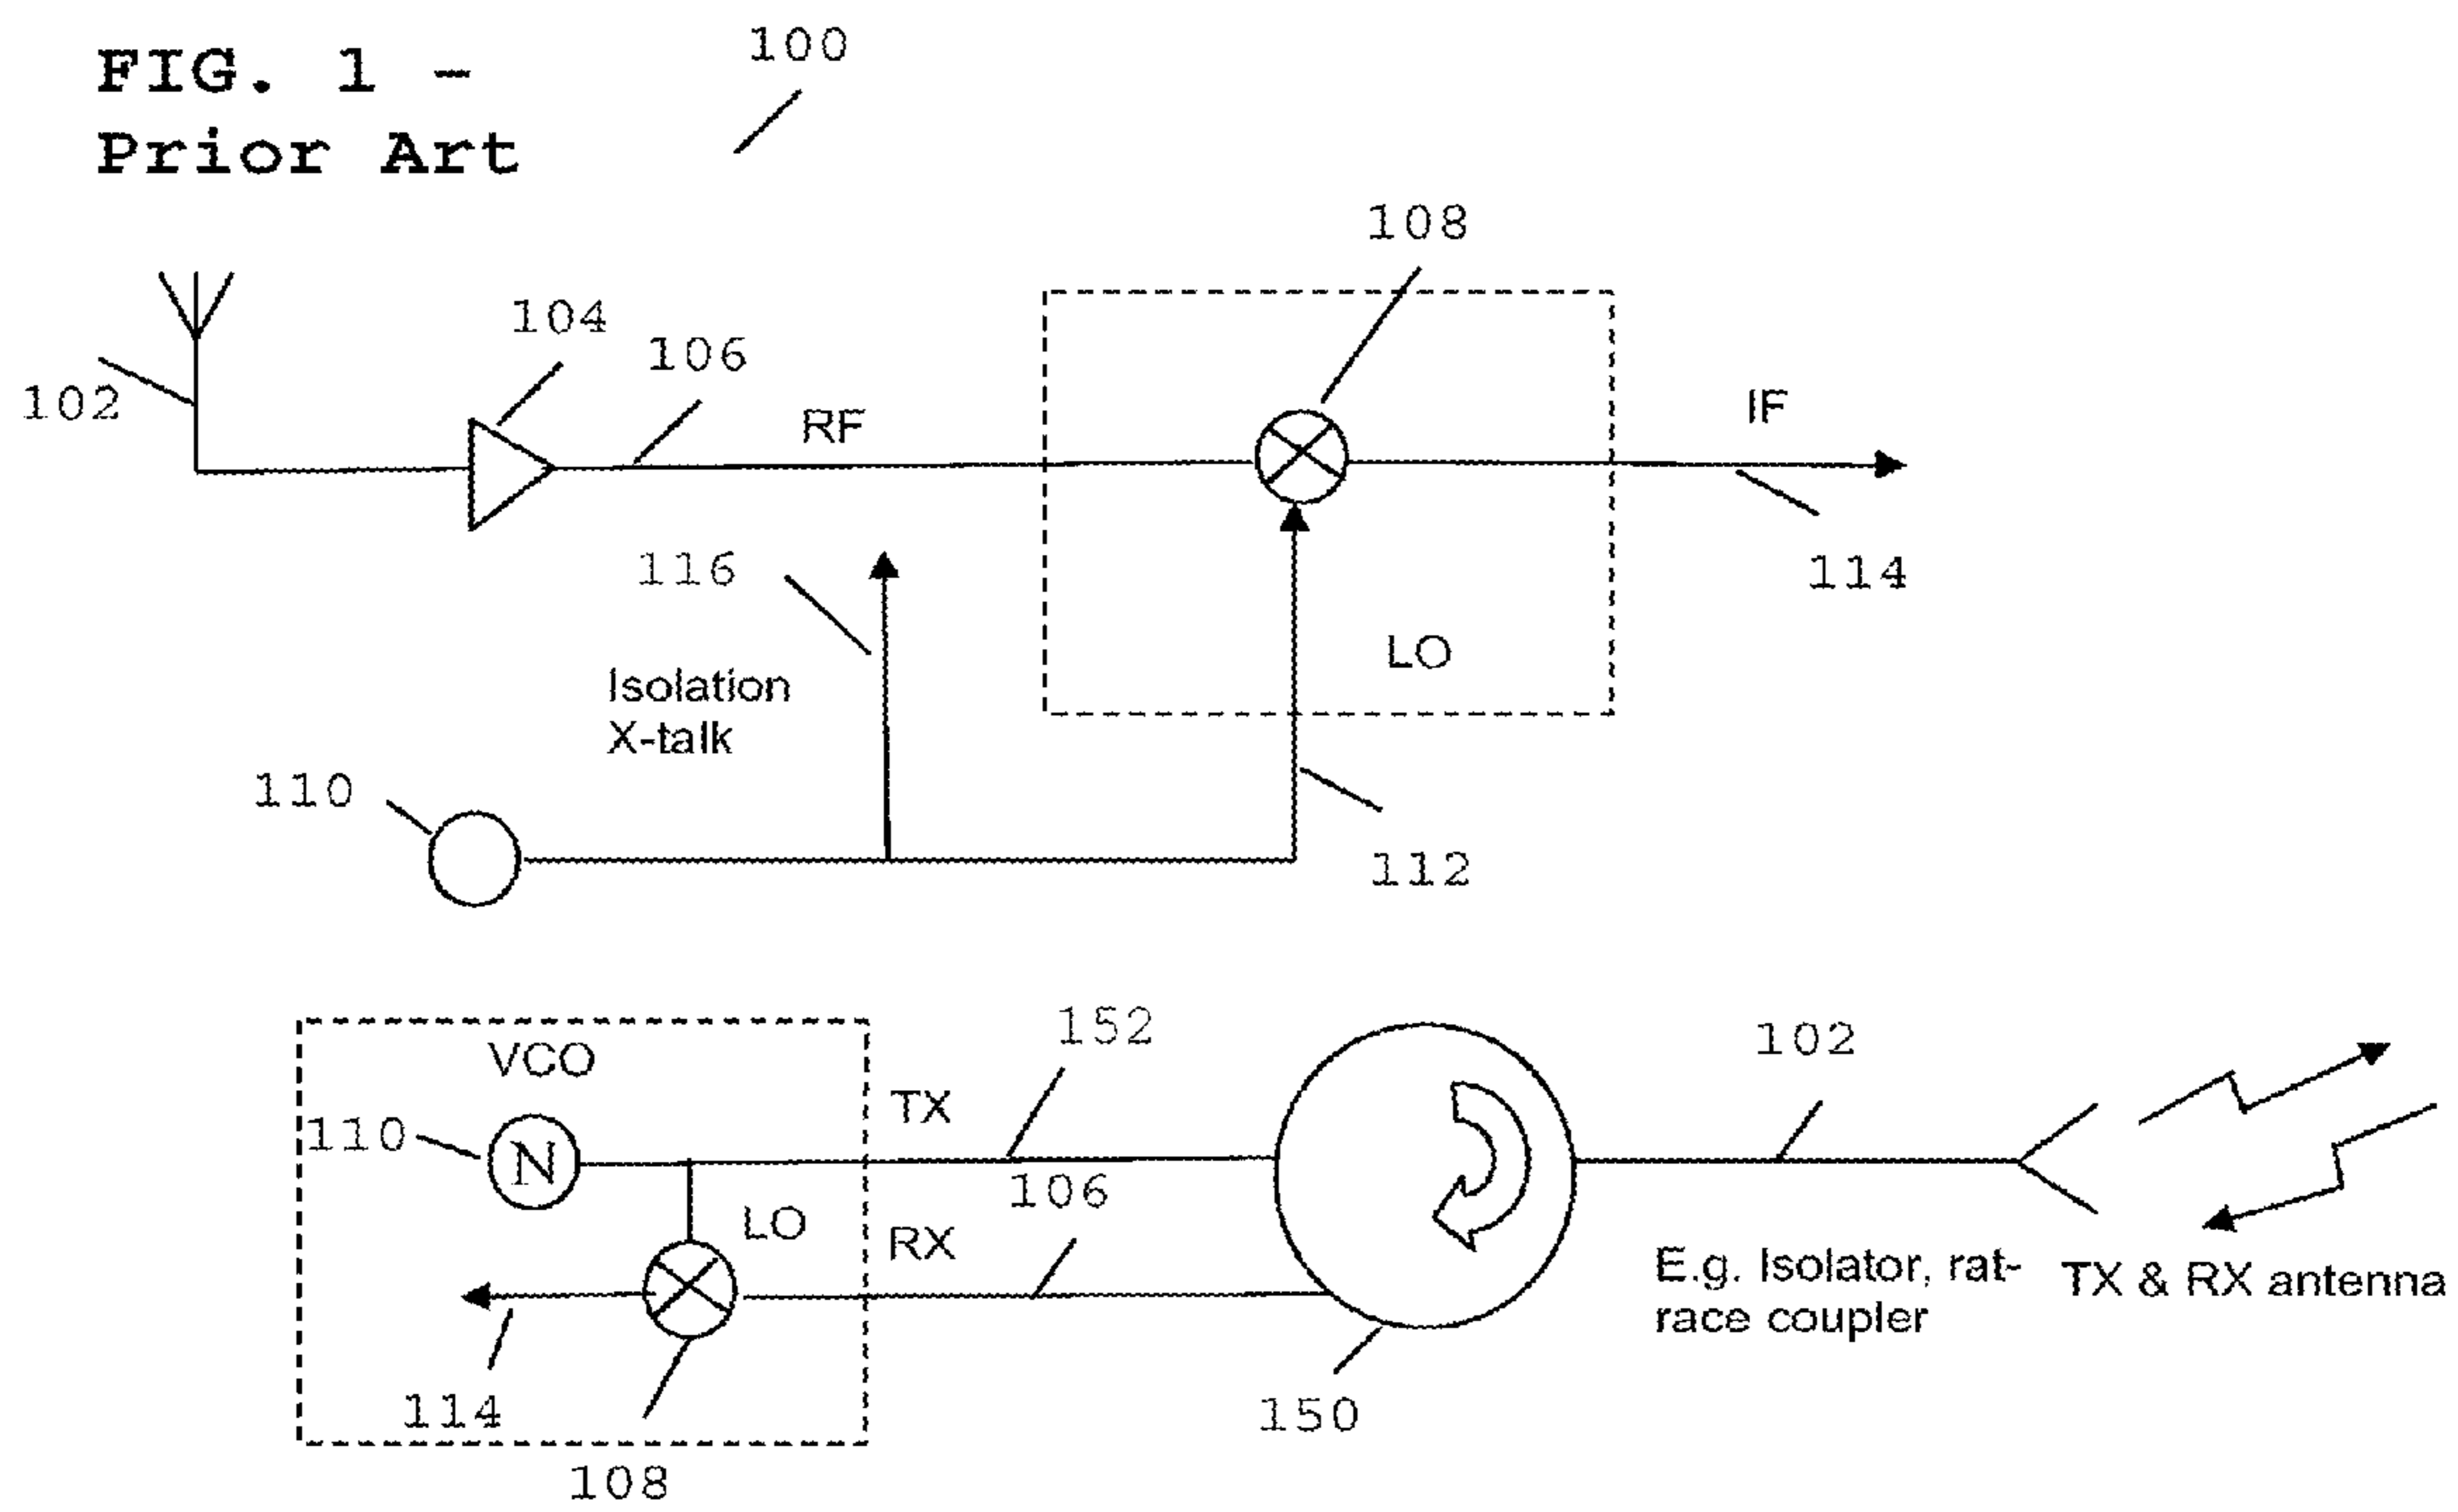 FIG. 1 -
Prior Art
100
108
104
106
102
RF
IF
116
114
LO
Isolation
X-talk
110
112
152
102
VCO
TX
110
N
106
LO
RX
E.g. Isolator, rat-
race coupler
TX & RX antenna
114
150
108